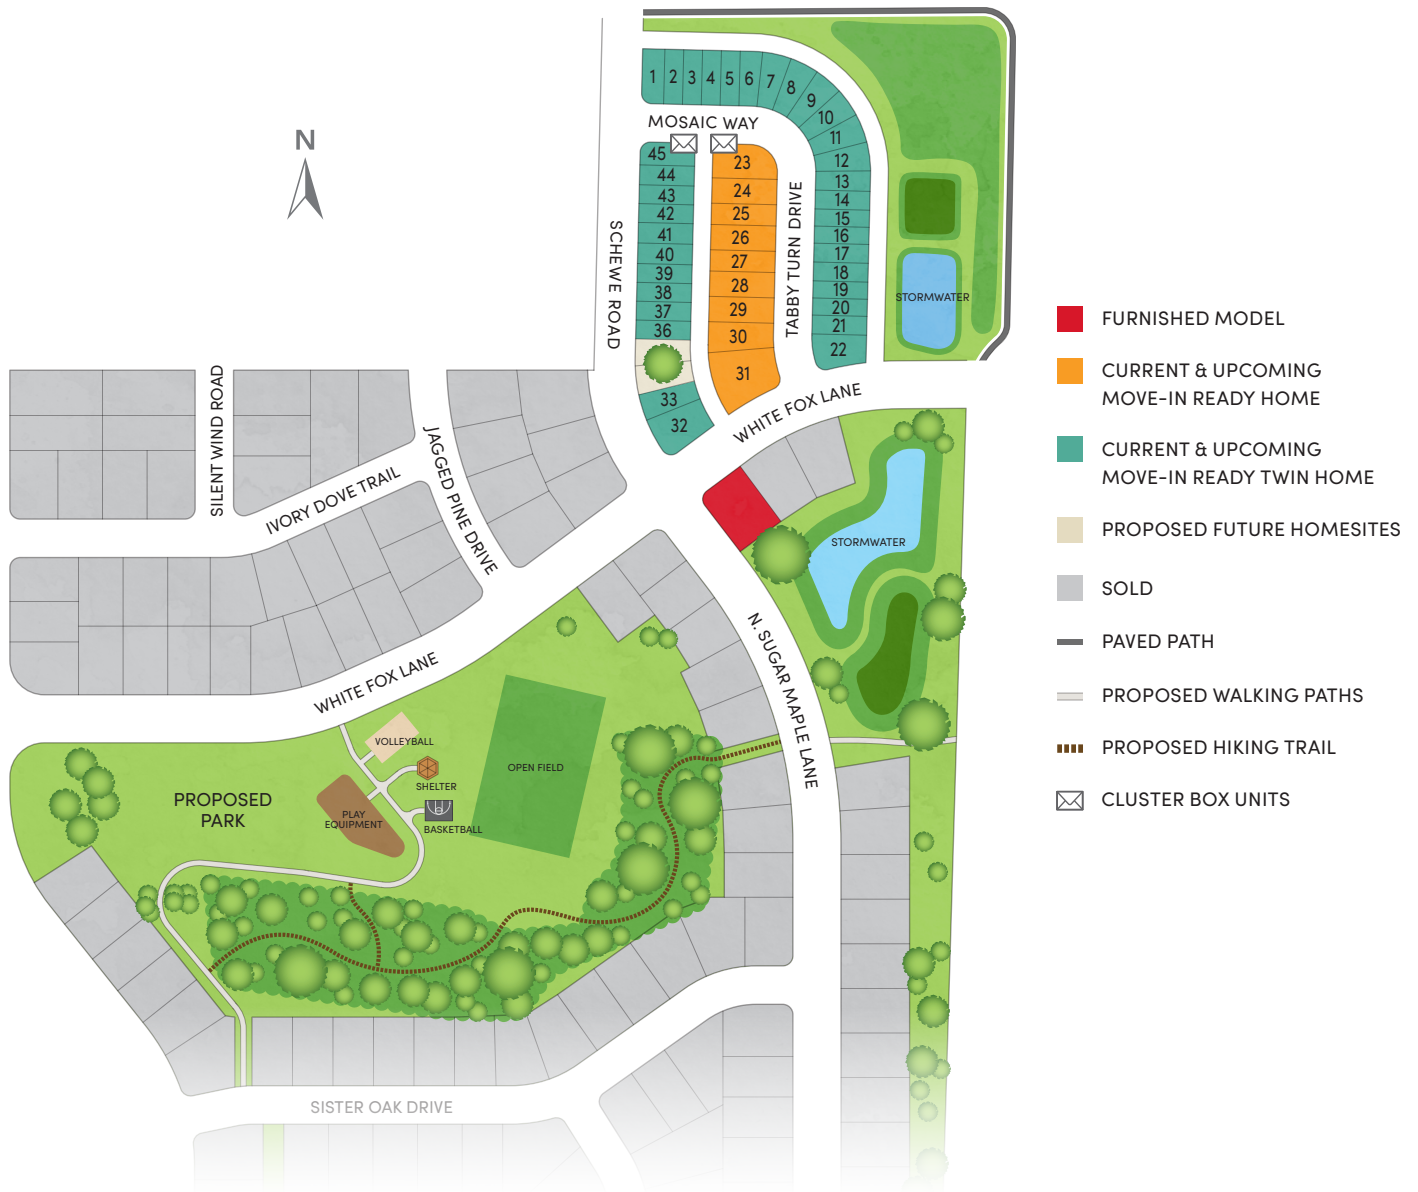 N
1 2 3 4 5 6 7 8 9 10 11 12 13 14 15 16 17 18 19 20 21 22
MOSAIC WAY
45
44
43
42
41
40
39
38
37
36
33
32
23
24
25
26
27
28
29
30
31
SCHEWE ROAD
TABBY TURN DRIVE
STORMWATER
WHITE FOX LANE
SILENT WIND ROAD
IVORY DOVE TRAIL
JAGGED PINE DRIVE
STORMWATER
N. SUGAR MAPLE LANE
WHITE FOX LANE
VOLLEYBALL
SHELTER
OPEN FIELD
PROPOSED
PARK
PLAY
EQUIPMENT
BASKETBALL
SISTER OAK DRIVE
FURNISHED MODEL
CURRENT & UPCOMING
MOVE-IN READY HOME
CURRENT & UPCOMING
MOVE-IN READY TWIN HOME
PROPOSED FUTURE HOMESITES
SOLD
PAVED PATH
PROPOSED WALKING PATHS
PROPOSED HIKING TRAIL
CLUSTER BOX UNITS